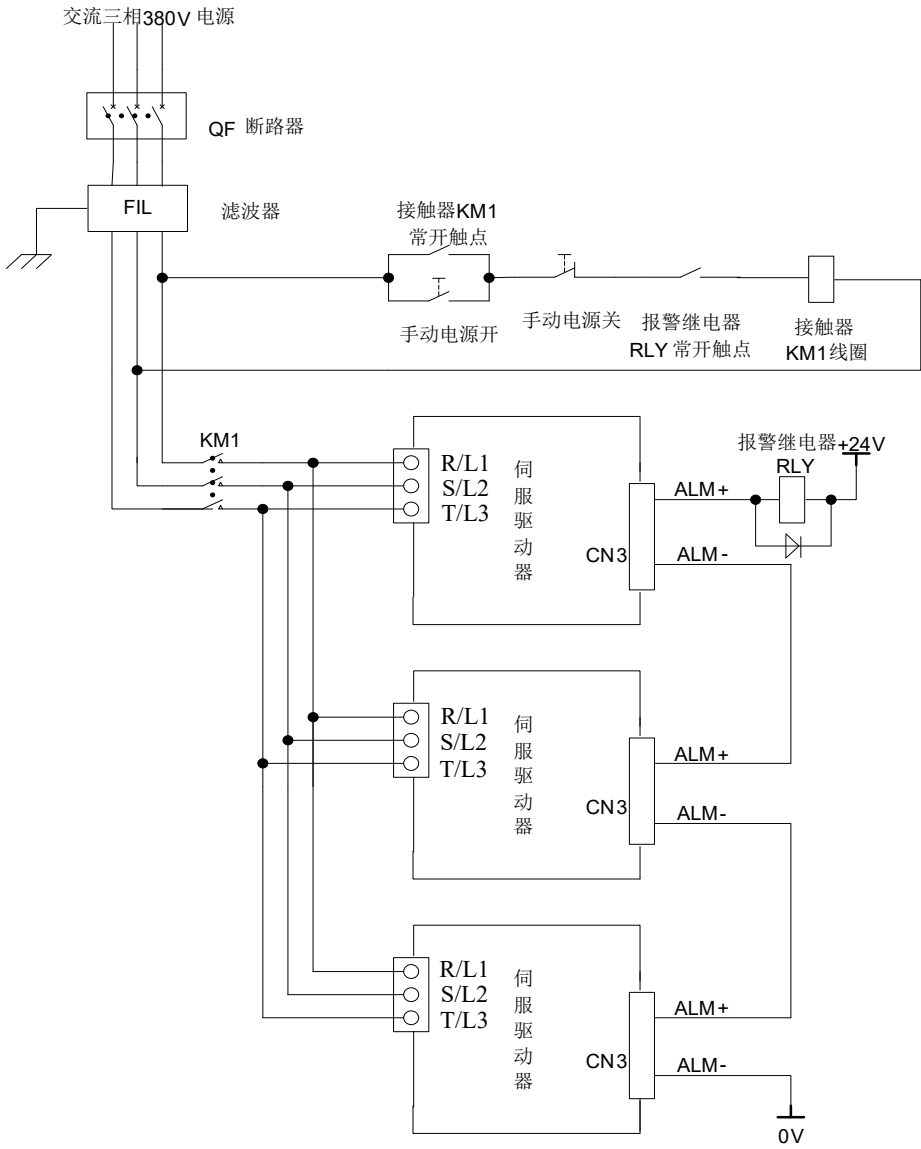 交流三相380V 电源
QF 断路器
FIL
滤波器
接触器KM1
常开触点
手动电源开
手动电源关
报警继电器
RLY 常开触点
接触器
KM1线圈
KM1
R/L1
S/L2
T/L3
伺服驱动器
CN3
ALM+
ALM-
报警继电器+24V
RLY
R/L1
S/L2
T/L3
伺服驱动器
CN3
ALM+
ALM-
R/L1
S/L2
T/L3
伺服驱动器
CN3
ALM+
ALM-
0V